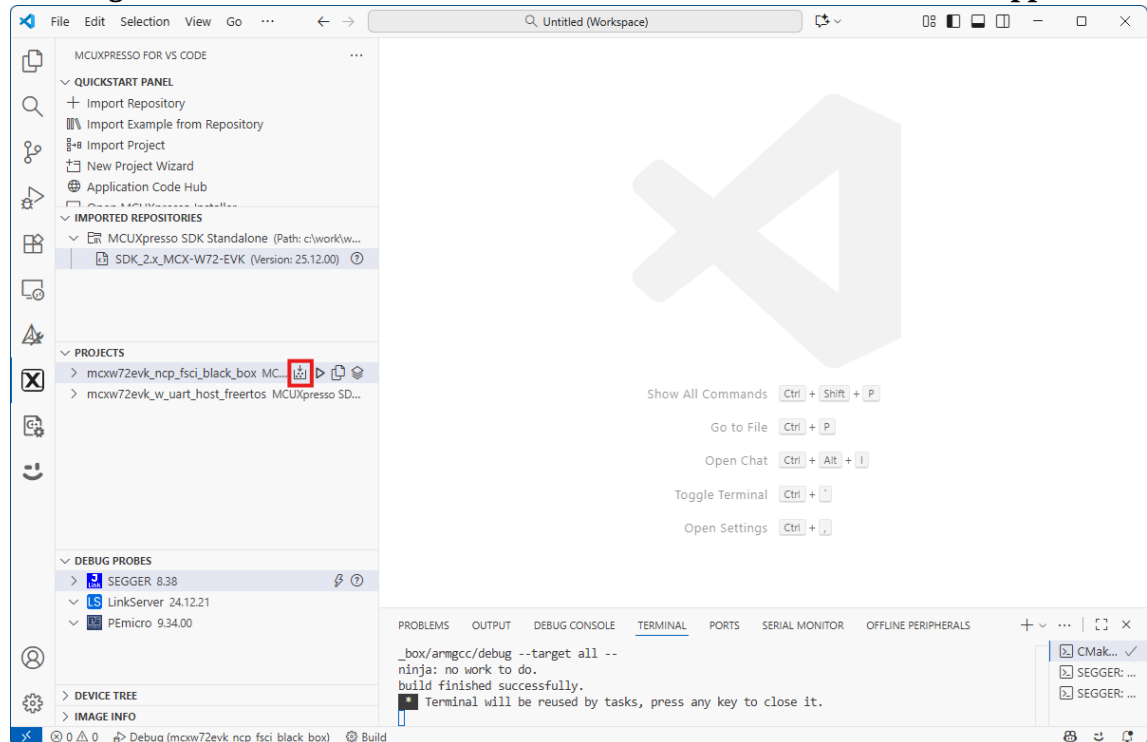 File Edit Selection View Go ··· Untitled (Workspace)
MCUXPRESSO FOR VS CODE
QUICKSTART PANEL
Import Repository
Import Example from Repository
Import Project
New Project Wizard
Application Code Hub
IMPORTED REPOSITORIES
MCUXpresso SDK Standalone (Path: c:\work\w...
SDK_2.x_MCX-W72-EVK (Version: 25.12.00)
PROJECTS
mcxw72evk_ncp_fsci_black_box MC...
mcxw72evk_w_uart_host_freertos MCUXpresso SD...
DEBUG PROBES
SEGGER 8.38
LS LinkServer 24.12.21
PEmicro 9.34.00
DEVICE TREE
IMAGE INFO
Show All Commands Ctrl + Shift + P
Go to File Ctrl + P
Open Chat Ctrl + Alt + I
Toggle Terminal Ctrl + `
Open Settings Ctrl + ,
PROBLEMS OUTPUT DEBUG CONSOLE TERMINAL PORTS SERIAL MONITOR OFFLINE PERIPHERALS
_box/armgcc/debug --target all --
ninja: no work to do.
build finished successfully.
* Terminal will be reused by tasks, press any key to close it.
CMak...
SEGGER: ...
SEGGER: ...
0 0 Debug (mcxw72evk_ncp_fsci_black_box) Build